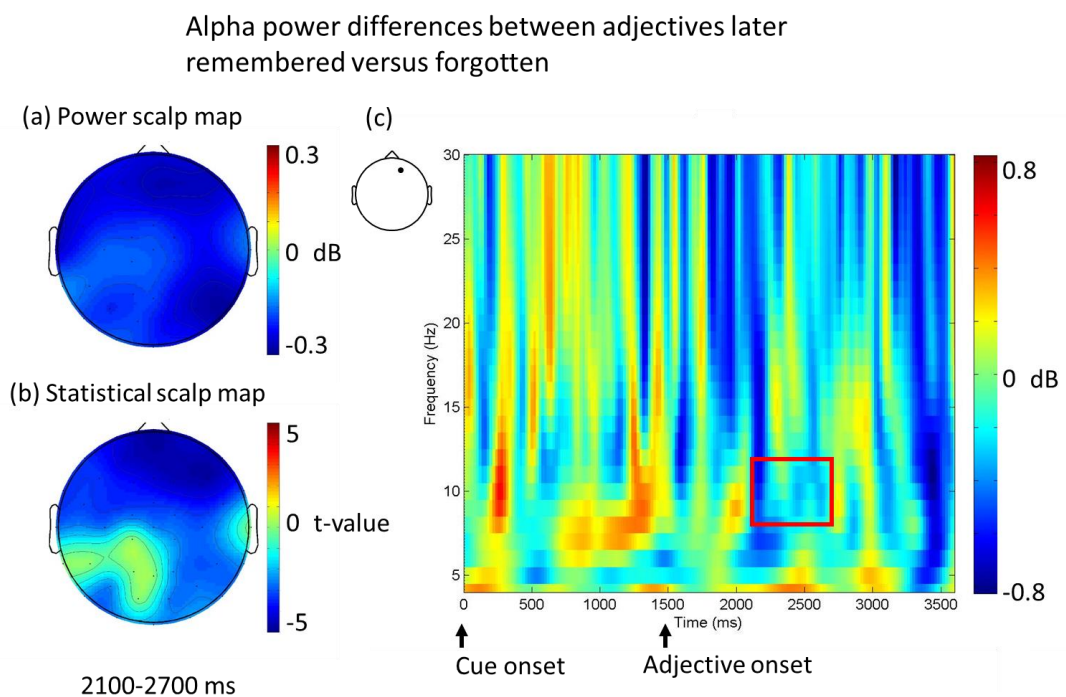 Alpha power differences between adjectives later
remembered versus forgotten
(a) Power scalp map
0.3
0 dB
-0.3
(b) Statistical scalp map
5
0 t-value
-5
2100-2700 ms
(c)
30
25
20
15
10
5
Frequency (Hz)
0 500 1000 1500 2000 2500 3000 3500
Time (ms)
Cue onset
Adjective onset
0.8
0 dB
-0.8